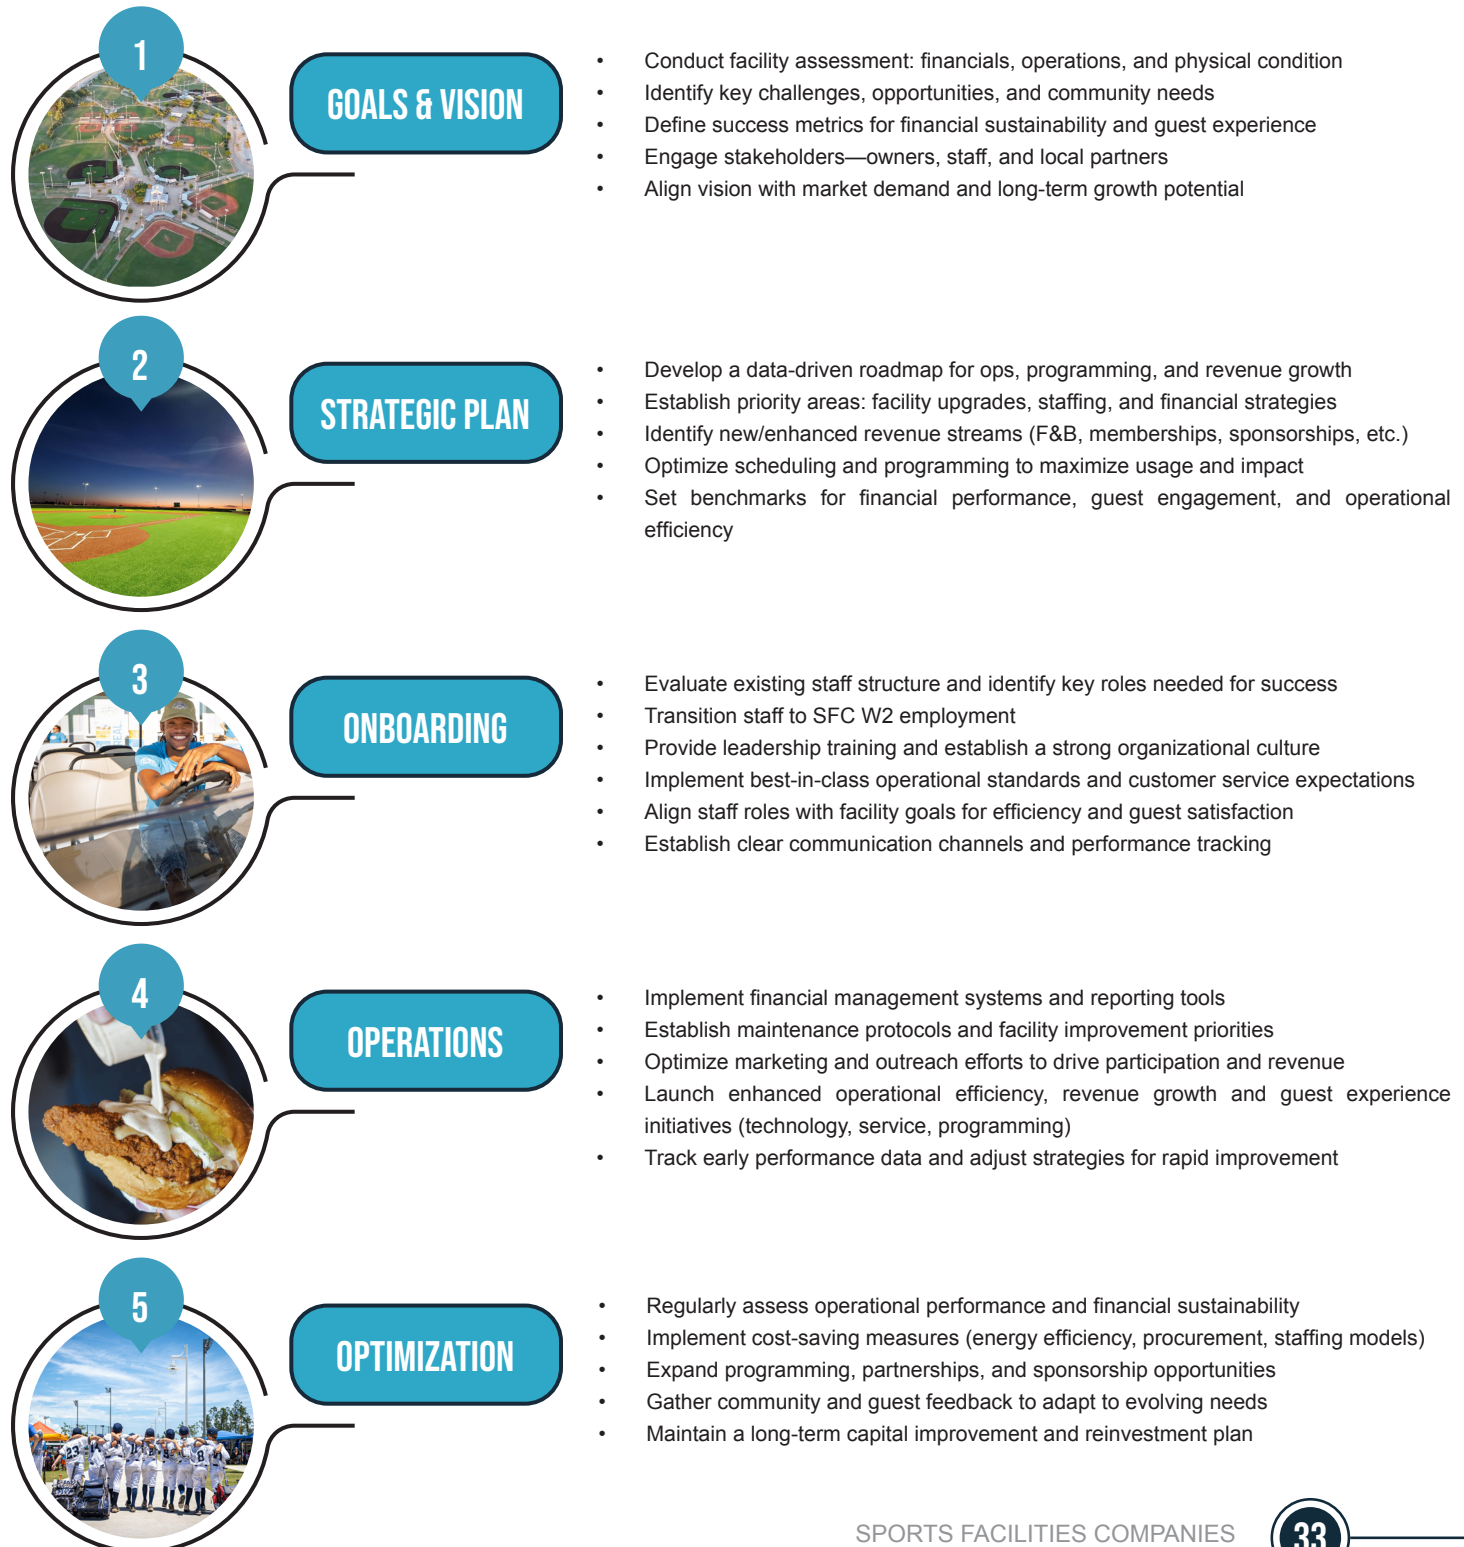 1
GOALS & VISION
• Conduct facility assessment: financials, operations, and physical condition
• Identify key challenges, opportunities, and community needs
• Define success metrics for financial sustainability and guest experience
• Engage stakeholders—owners, staff, and local partners
• Align vision with market demand and long-term growth potential
2
STRATEGIC PLAN
• Develop a data-driven roadmap for ops, programming, and revenue growth
• Establish priority areas: facility upgrades, staffing, and financial strategies
• Identify new/enhanced revenue streams (F&B, memberships, sponsorships, etc.)
• Optimize scheduling and programming to maximize usage and impact
• Set benchmarks for financial performance, guest engagement, and operational
efficiency
3
ONBOARDING
• Evaluate existing staff structure and identify key roles needed for success
• Transition staff to SFC W2 employment
• Provide leadership training and establish a strong organizational culture
• Implement best-in-class operational standards and customer service expectations
• Align staff roles with facility goals for efficiency and guest satisfaction
• Establish clear communication channels and performance tracking
4
OPERATIONS
• Implement financial management systems and reporting tools
• Establish maintenance protocols and facility improvement priorities
• Optimize marketing and outreach efforts to drive participation and revenue
• Launch enhanced operational efficiency, revenue growth and guest experience
initiatives (technology, service, programming)
• Track early performance data and adjust strategies for rapid improvement
5
OPTIMIZATION
• Regularly assess operational performance and financial sustainability
• Implement cost-saving measures (energy efficiency, procurement, staffing models)
• Expand programming, partnerships, and sponsorship opportunities
• Gather community and guest feedback to adapt to evolving needs
• Maintain a long-term capital improvement and reinvestment plan
23
8
SPORTS FACILITIES COMPANIES
33